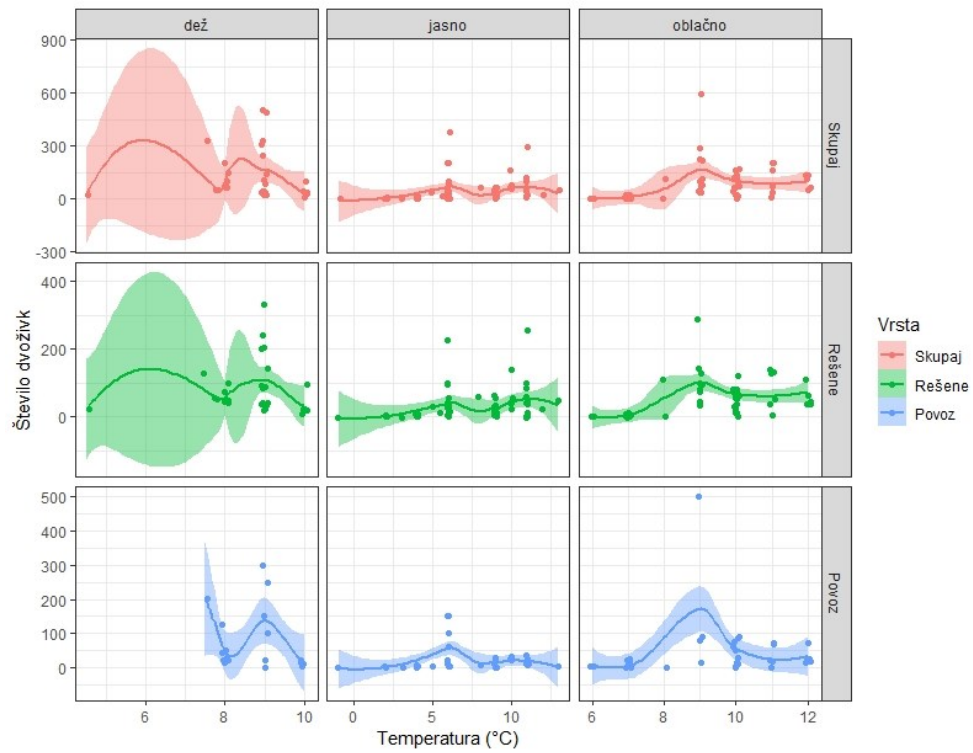 dež jasno oblačno
900
600
300
0
-300
Skupaj
400
200
0
Rešene
500
400
300
200
100
0
Povoz
6 8 10 0 5 10 6 8 10 12
Temperatura (°C)
Število dvoživk
Vrsta
Skupaj
Rešene
Povoz